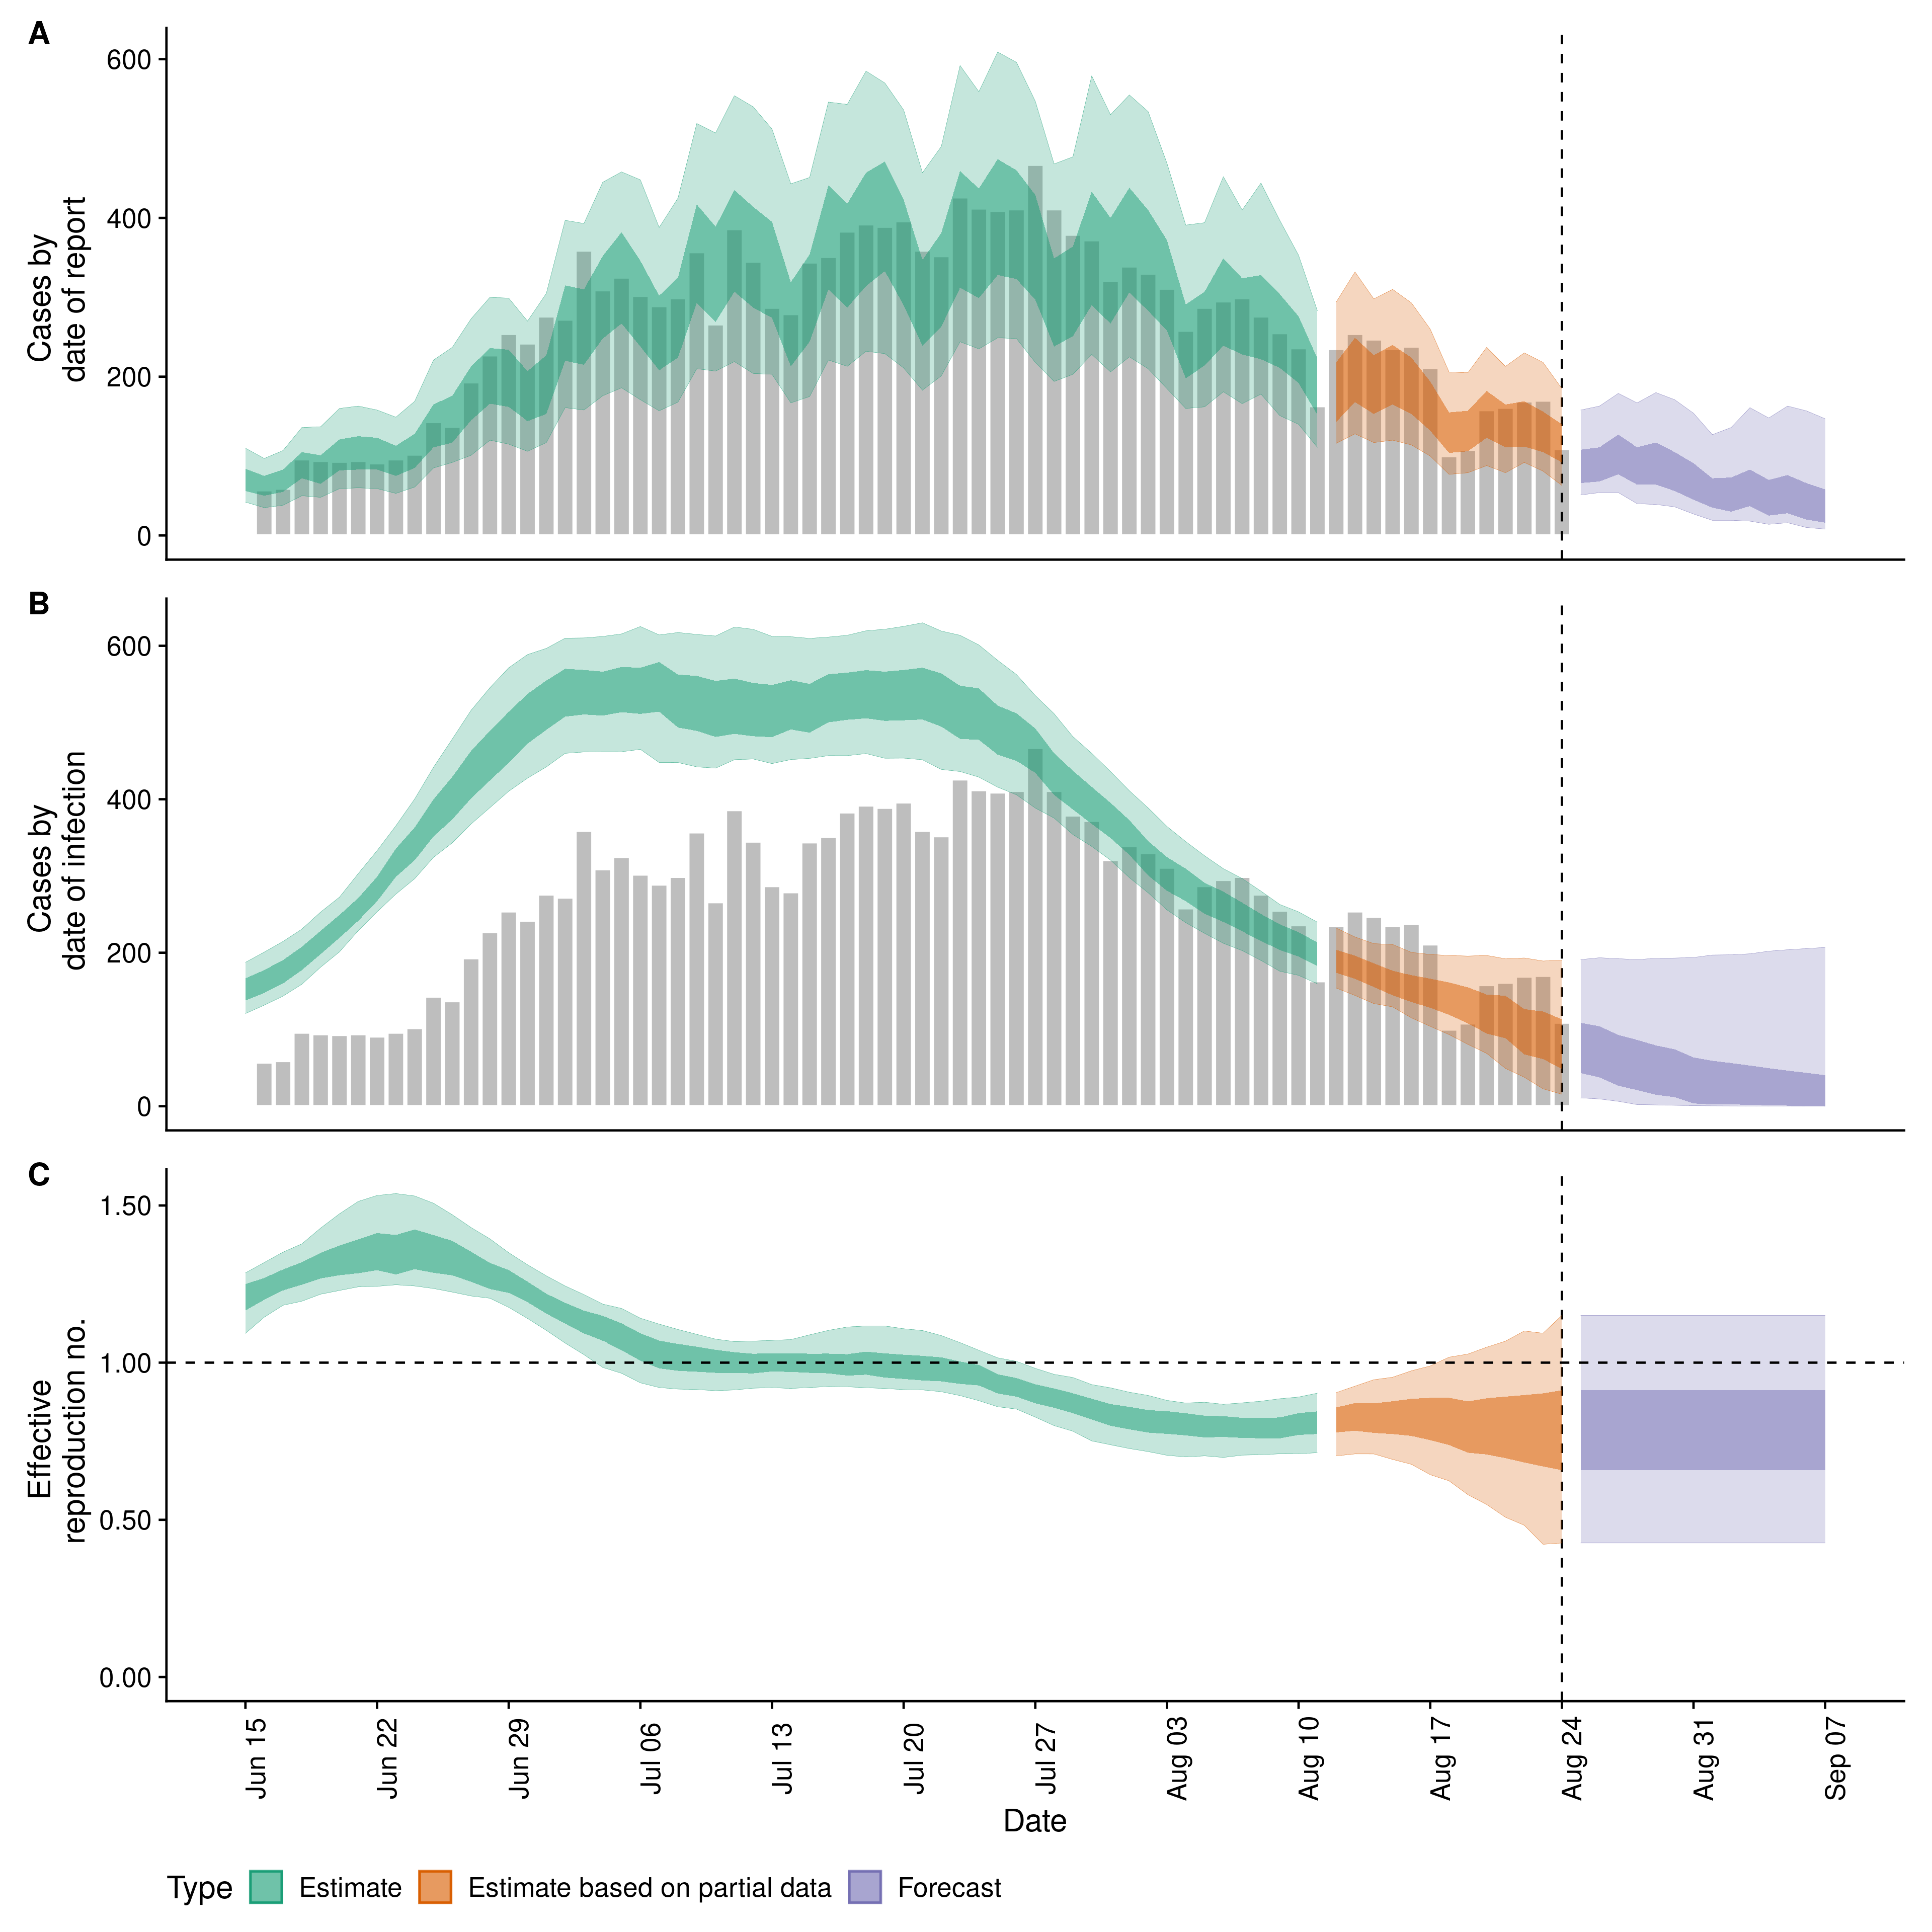 A
600
400
200
0
Cases by
date of report
B
600
400
200
0
Cases by
date of infection
C
1.50
1.00
0.50
0.00
Effective
reproduction no.
Jun 15
Jun 22
Jun 29
Jul 06
Jul 13
Jul 20
Jul 27
Aug 03
Aug 10
Aug 17
Aug 24
Aug 31
Sep 07
Date
Type Estimate Estimate based on partial data Forecast